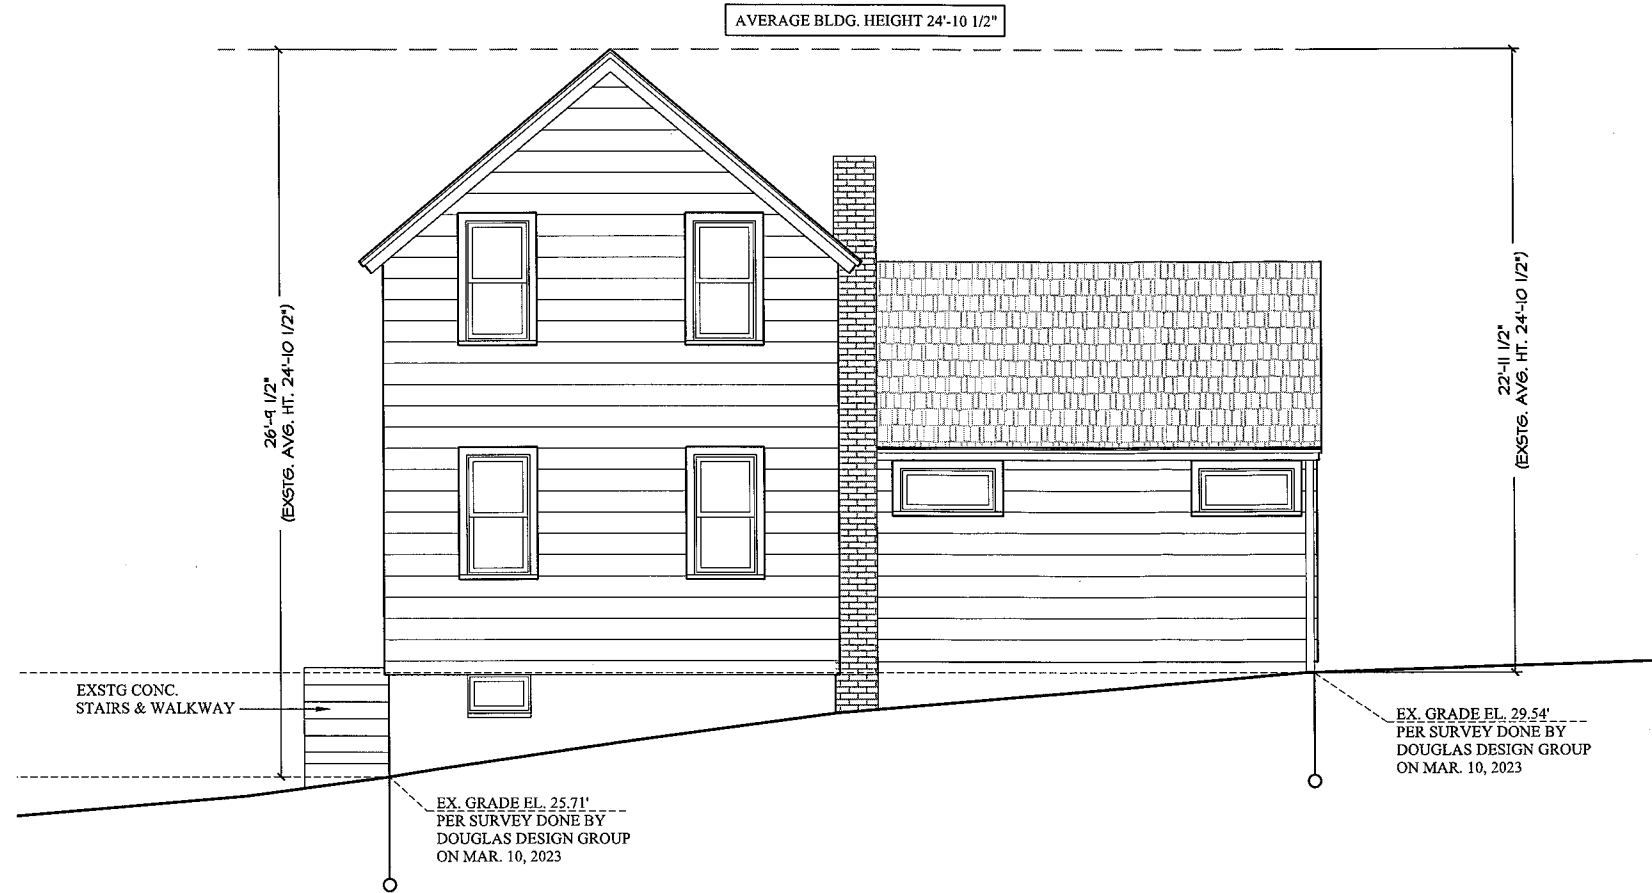 AVERAGE BLDG. HEIGHT 24'-10 1/2"
26'-9 1/2"
(EXSTG. AVG. HT. 24'-10 1/2")
22'-11 1/2"
(EXSTG. AVG. HT. 24'-10 1/2")
EXSTG CONC.
STAIRS & WALKWAY
EX. GRADE EL. 29.54'
PER SURVEY DONE BY
DOUGLAS DESIGN GROUP
ON MAR. 10, 2023
EX. GRADE EL. 25.71'
PER SURVEY DONE BY
DOUGLAS DESIGN GROUP
ON MAR. 10, 2023